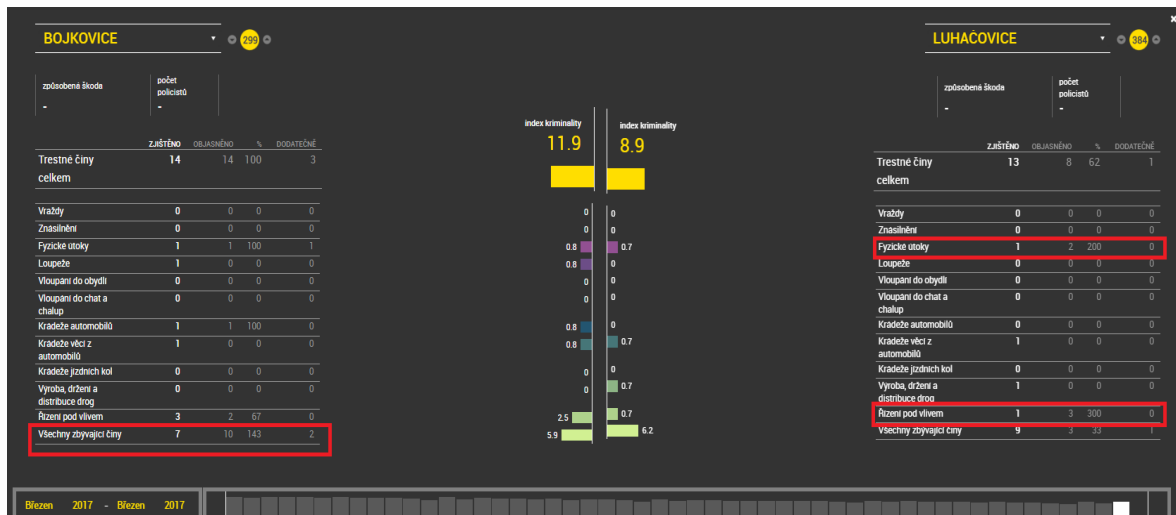 BOJKOVICE
299
způsobená škoda
-
počet
policistů
-
ZJIŠTĚNO OBJASNĚNO % DODATEČNĚ
Trestné činy
celkem 14 14 100 3
Vraždy 0 0 0 0
Znásilnění 0 0 0 0
Fyzické útoky 1 1 100 1
Loupeže 1 0 0 0
Vloupání do obydlí 0 0 0 0
Vloupání do chat a
chalup 0 0 0 0
Krádeže automobilů 1 1 100 0
Krádeže věcí z
automobilů 1 0 0 0
Krádeže jízdních kol 0 0 0 0
Výroba, držení a
distribuce drog 0 0 0 0
Řízení pod vlivem 3 2 67 0
Všechny zbývající činy 7 10 143 2
index kriminality
11.9
index kriminality
8.9
0 0
0 0
0.8 0.7
0.8 0
0 0
0 0
0.8 0
0.8 0.7
0 0
0 0.7
2.5 0.7
5.9 6.2
LUHAČOVICE
384
způsobená škoda
-
počet
policistů
-
ZJIŠTĚNO OBJASNĚNO % DODATEČNĚ
Trestné činy
celkem 13 8 62 1
Vraždy 0 0 0 0
Znásilnění 0 0 0 0
Fyzické útoky 1 2 200 0
Loupeže 0 0 0 0
Vloupání do obydlí 0 0 0 0
Vloupání do chat a
chalup 0 0 0 0
Krádeže automobilů 0 0 0 0
Krádeže věcí z
automobilů 1 0 0 0
Krádeže jízdních kol 0 0 0 0
Výroba, držení a
distribuce drog 1 0 0 0
Řízení pod vlivem 1 3 300 0
Všechny zbývající činy 9 3 33 1
Březen 2017 - Březen 2017